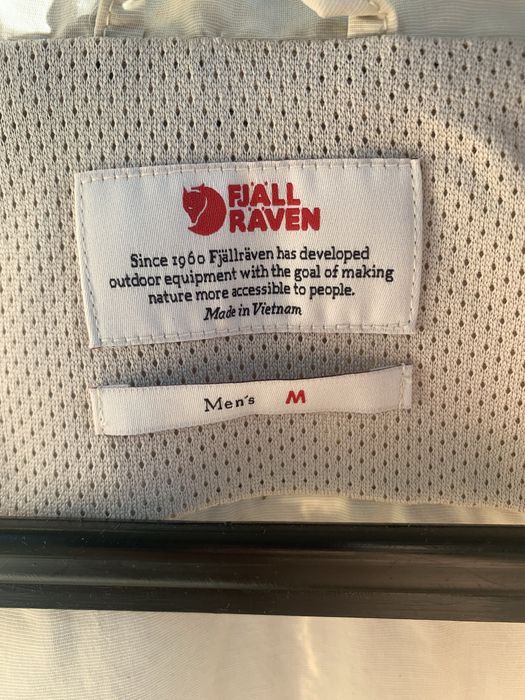 FJÄLL
RÄVEN
Since 1960 Fjällräven has developed
outdoor equipment with the goal of making
nature more accessible to people.
Made in Vietnam
Men's M